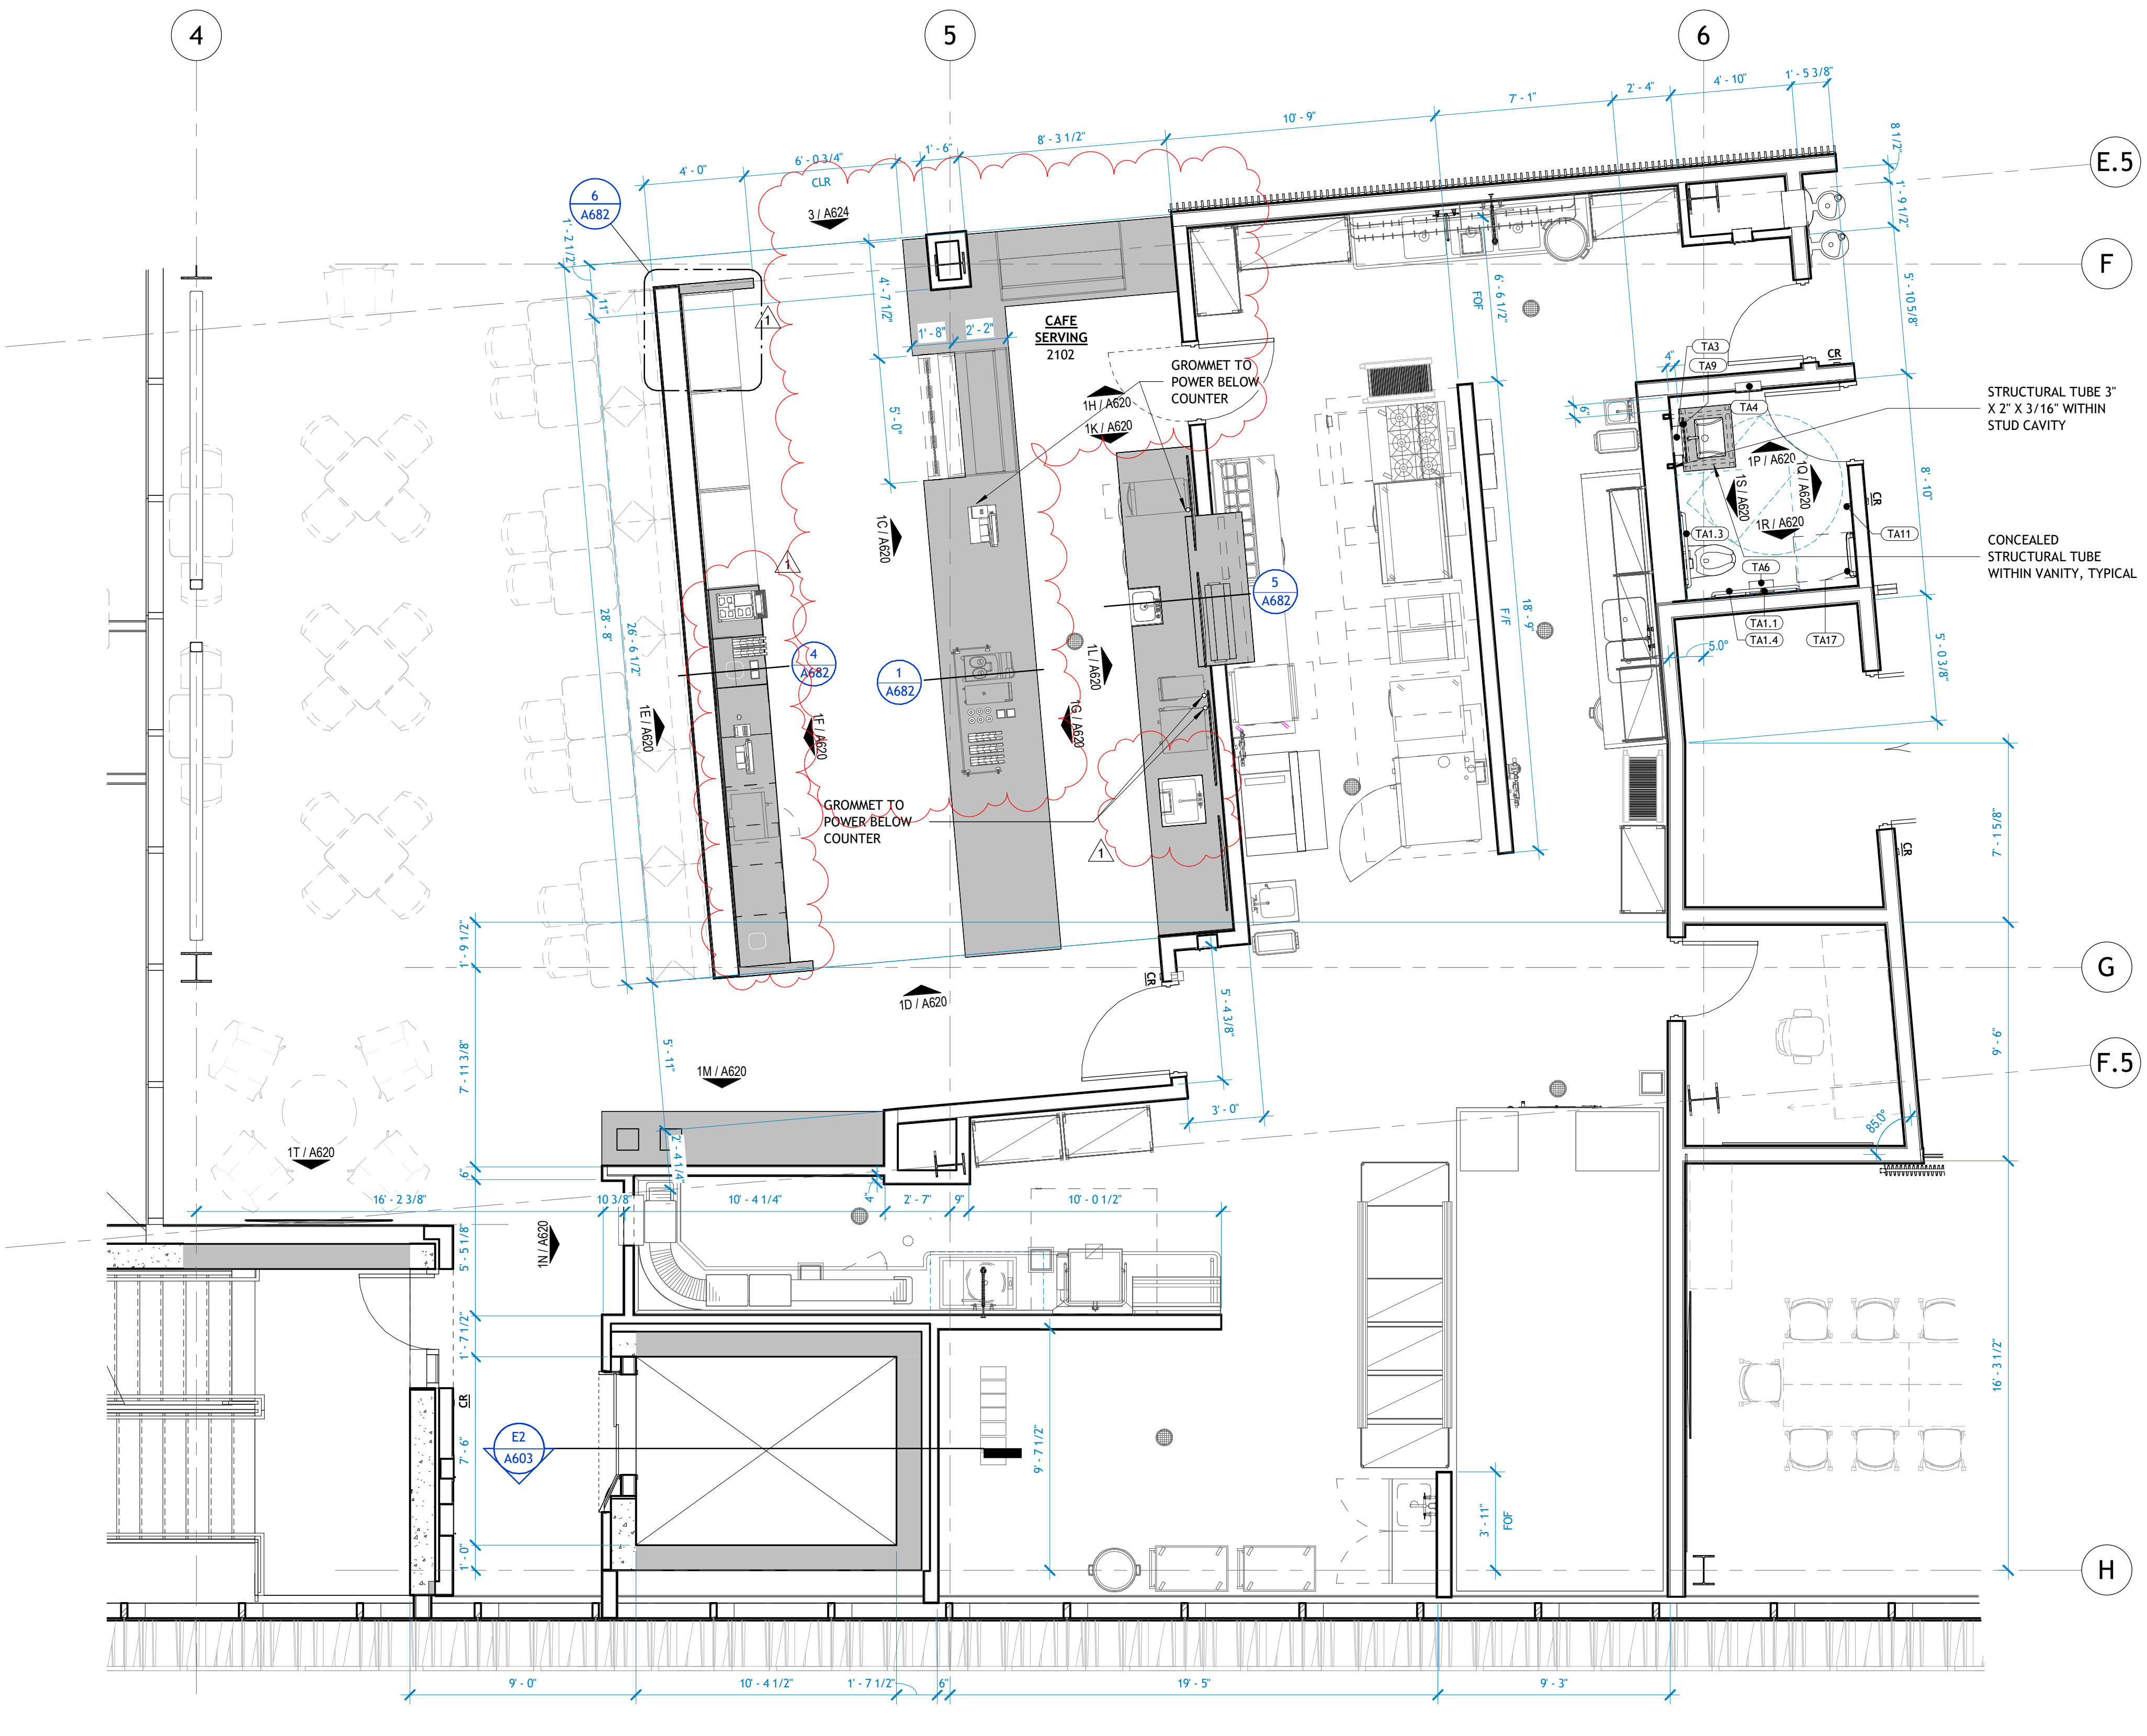 4
5
6
E.5
F
G
F.5
H
4' - 0"
6' - 0 3/4"
CLR
1' - 6"
8' - 3 1/2"
10' - 9"
7' - 1"
2' - 4"
4' - 10"
1' - 5 3/8"
8 1/2"
1' - 9 1/2"
5' - 10 5/8"
8' - 10"
5' - 0 3/8"
6
A682
3 / A624
1' - 2 1/2"
11"
4' - 7 1/2"
1' - 8"
2' - 2"
5' - 0"
CAFE
SERVING
2102
GROMMET TO
POWER BELOW
COUNTER
1H / A620
1K / A620
6' - 6 1/2"
FOF
4"
6"
TA3
TA9
TA4
CR
STRUCTURAL TUBE 3"
X 2" X 3/16" WITHIN
STUD CAVITY
1P / A620
1Q / A620
1S / A620
1R / A620
CR
TA1.3
TA11
TA6
TA1.1
TA1.4
TA17
CONCEALED
STRUCTURAL TUBE
WITHIN VANITY, TYPICAL
5.0°
1
1
1
1C / A620
5
A682
4
A682
1
A682
1L / A620
1G / A620
1E / A620
1F / A620
28' - 8"
26' - 6 1/2"
F/F
18' - 9"
GROMMET TO
POWER BELOW
COUNTER
7' - 1 5/8"
CR
1' - 9 1/2"
7' - 11 3/8"
6"
5' - 5 1/8"
1' - 7 1/2"
7' - 6"
1' - 0"
CR
1D / A620
5' - 4 3/8"
5' - 11"
1M / A620
3' - 0"
9' - 6"
85.0°
1T / A620
2' - 4 1/4"
16' - 2 3/8"
10 3/8"
10' - 4 1/4"
4"
2' - 7"
9"
10' - 0 1/2"
1N / A620
CR
E2
A603
9' - 7 1/2"
3' - 11"
FOF
16' - 3 1/2"
9' - 0"
10' - 4 1/2"
1' - 7 1/2"
6"
19' - 5"
9' - 3"